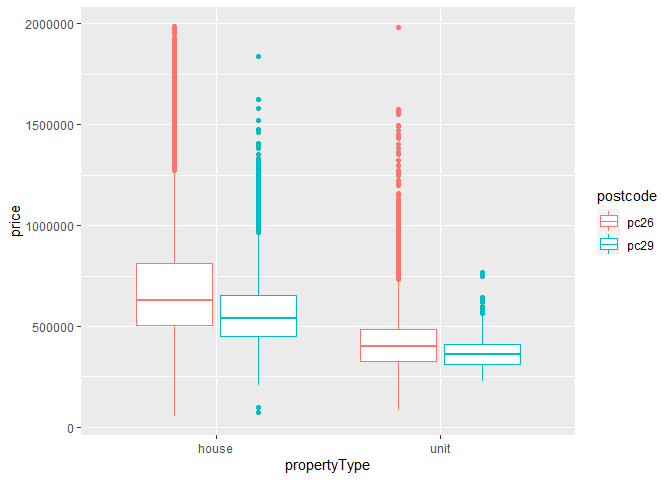 2000000
1500000
1000000
500000
0
price
house
unit
propertyType
postcode
pc26
pc29